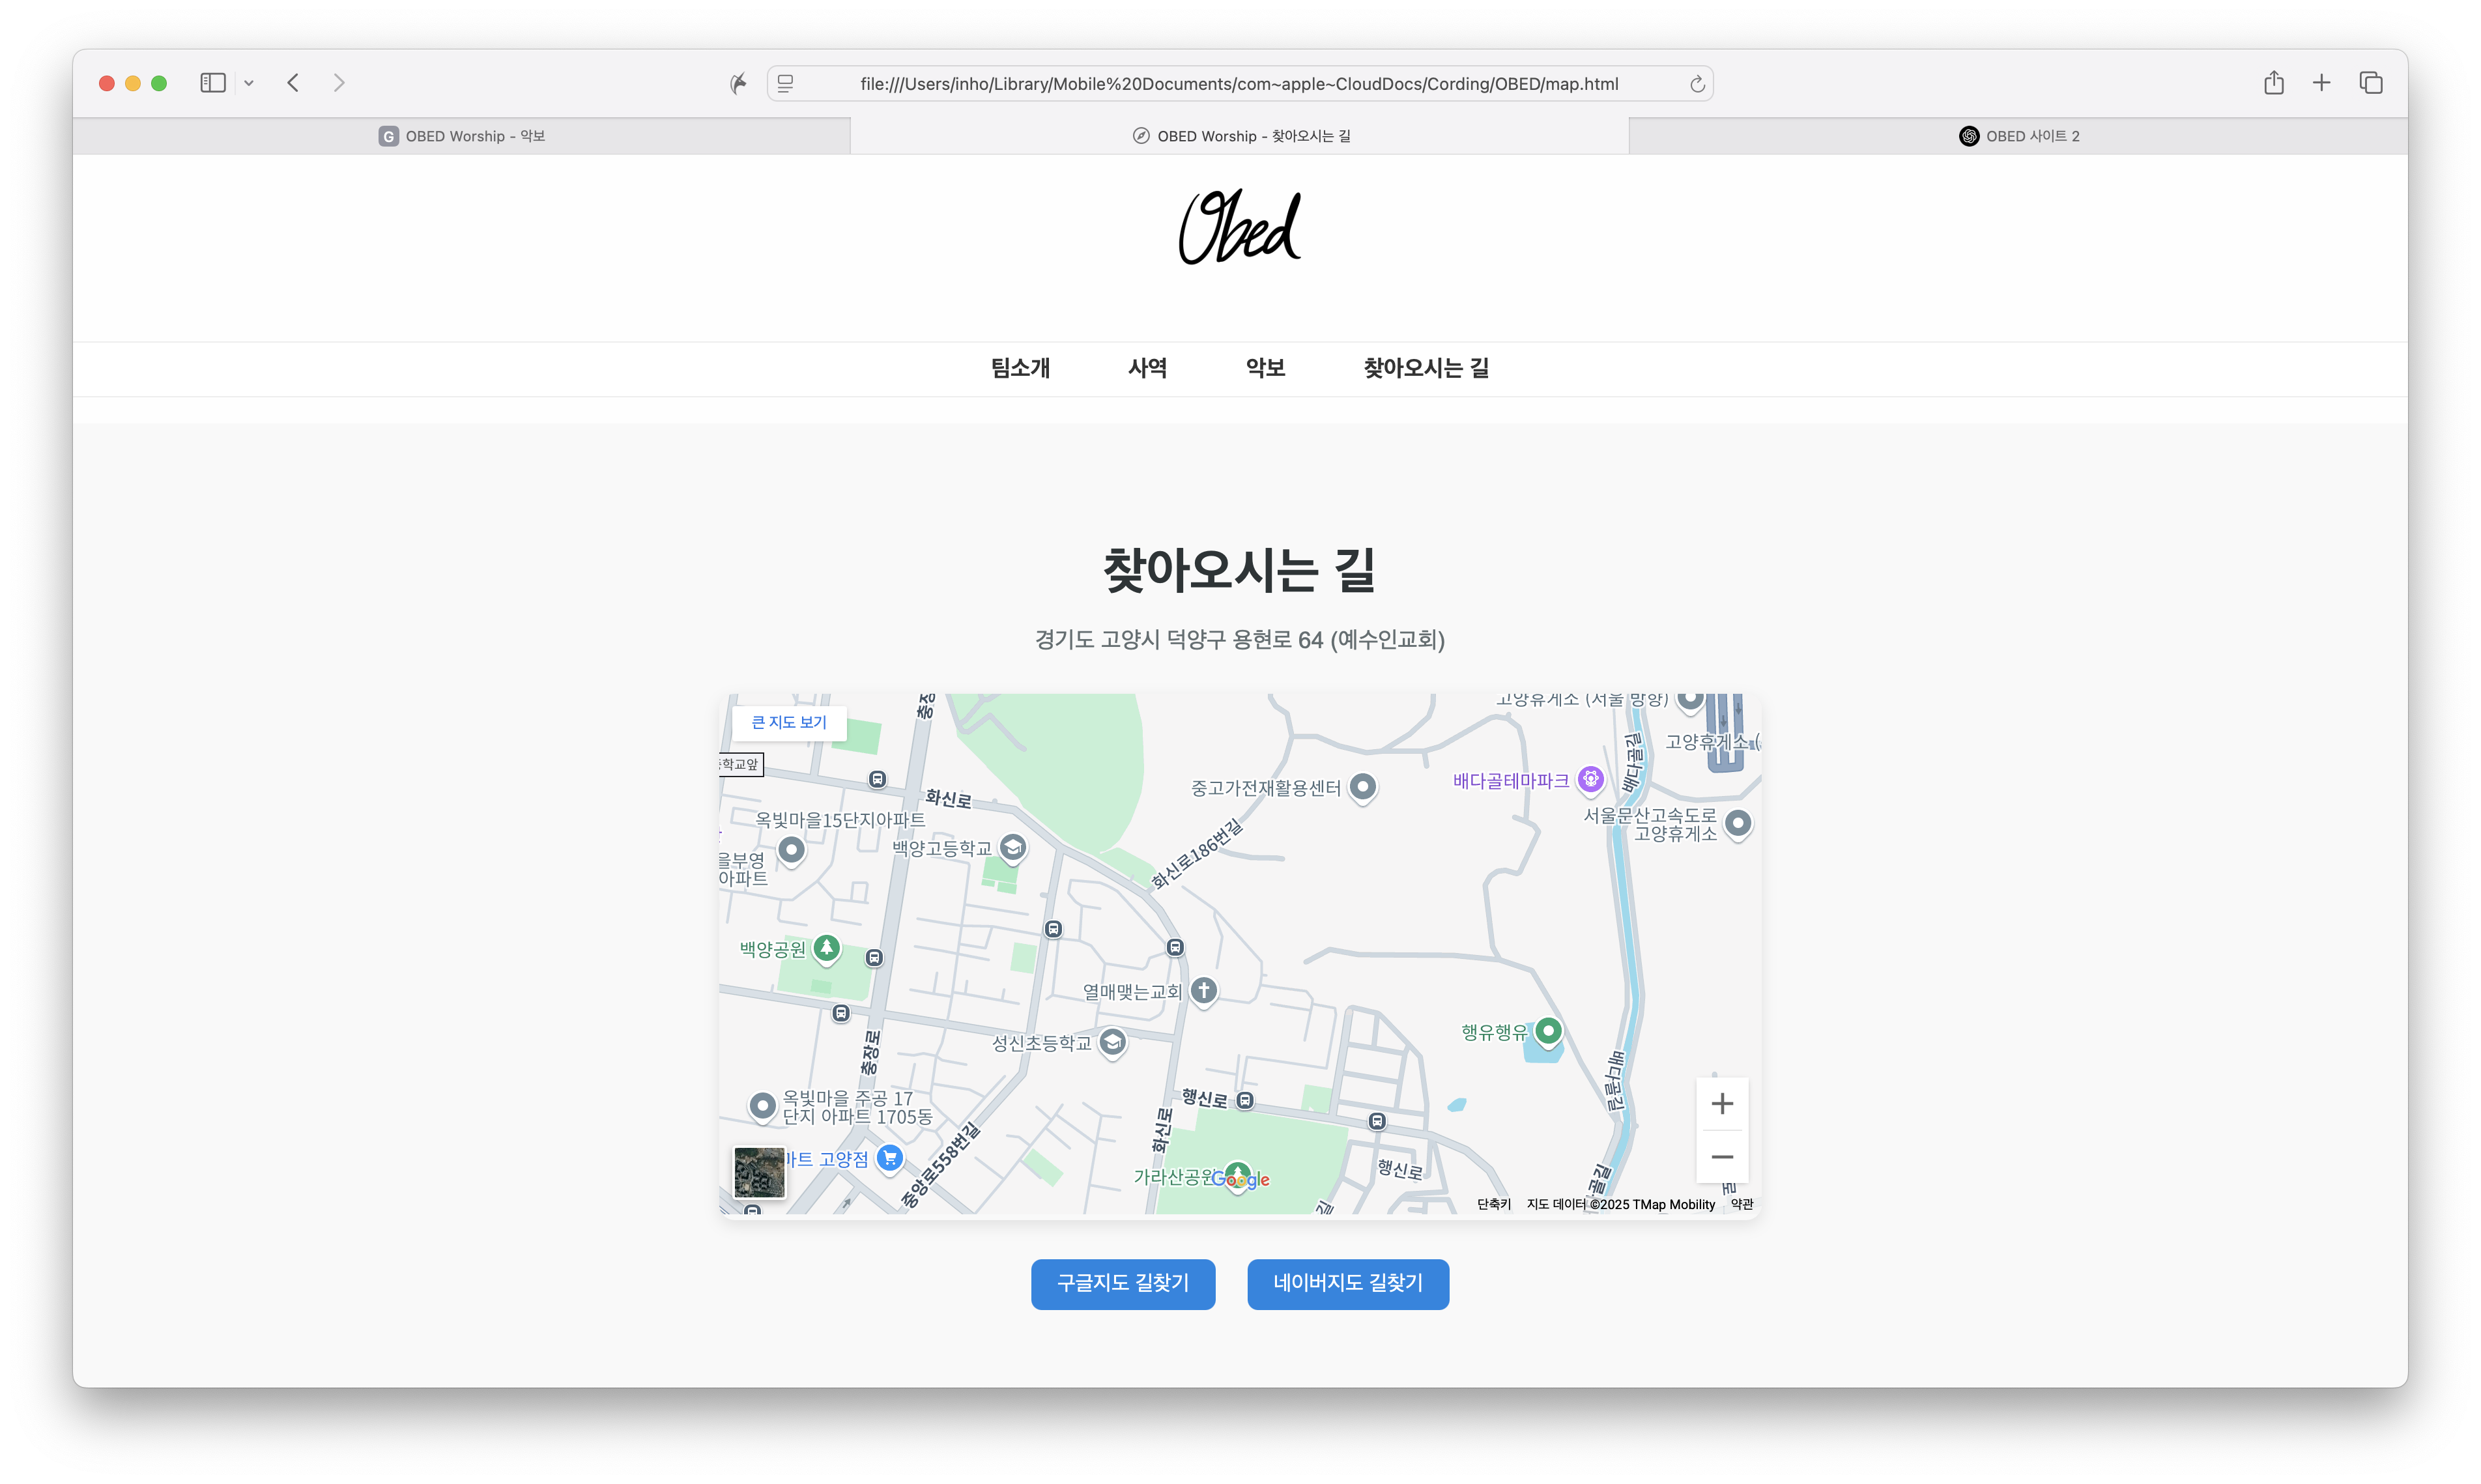 file:///Users/inho/Library/Mobile%20Documents/com~apple~CloudDocs/Cording/OBED/map.html
G OBED Worship - 악보
OBED Worship - 찾아오시는 길
OBED 사이트 2
Obed
팀소개 사역 악보 찾아오시는 길
찾아오시는 길
경기도 고양시 덕양구 용현로 64 (예수인교회)
큰 지도 보기
고양휴게소 (서울 방향)
고양휴게소 (
배다골길
학교앞
화신로
중고가전재활용센터
배다골테마파크
옥빛마을15단지아파트
서울문산고속도로
고양휴게소
백양고등학교
화신로186번길
을부영
아파트
백양공원
열매맺는교회
행유행유
충장로
성신초등학교
배다골길
옥빛마을 주공 17
단지 아파트 1705동
행신로
화신로
중앙로558번길
마트 고양점
가라산공원
Google
행신로
단축키 지도 데이터 ©2025 TMap Mobility 약관
구글지도 길찾기
네이버지도 길찾기